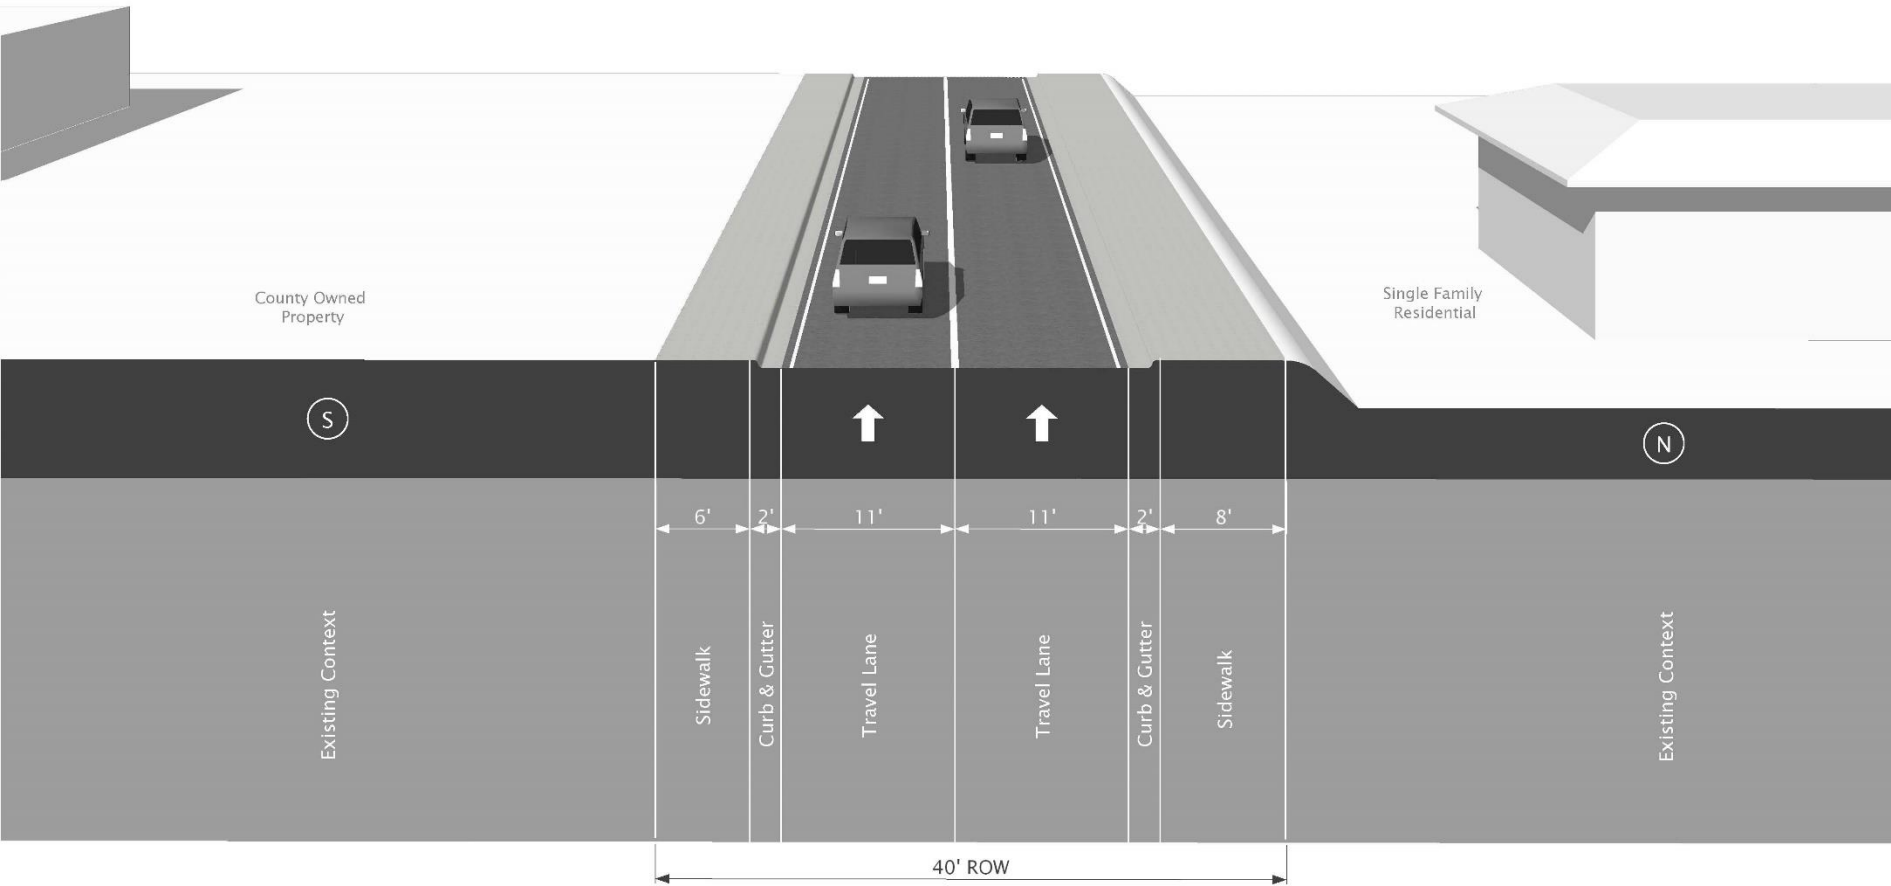 County Owned
Property
Single Family
Residential
S
N
6'
2'
11'
11'
2'
8'
Existing Context
Sidewalk
Curb & Gutter
Travel Lane
Travel Lane
Curb & Gutter
Sidewalk
Existing Context
40' ROW